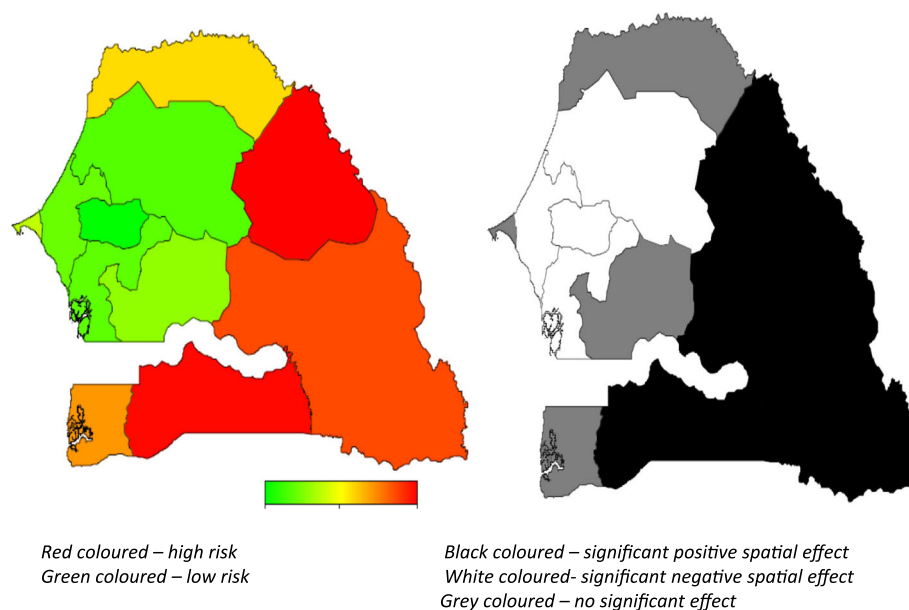 Red coloured – high risk
Green coloured – low risk
Black coloured – significant positive spatial effect
White coloured- significant negative spatial effect
Grey coloured – no significant effect